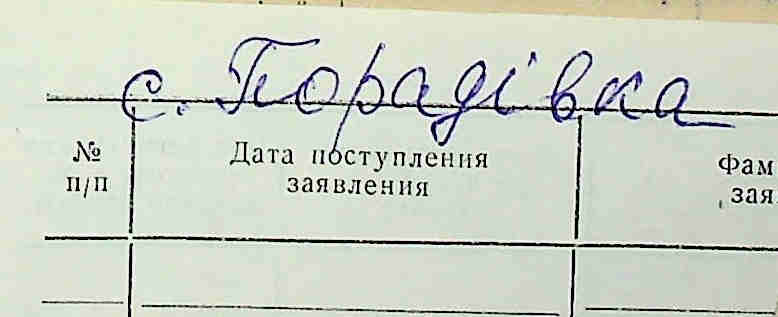 с. Порадівка
№ п/п
Дата поступления
заявления
Фам
зая